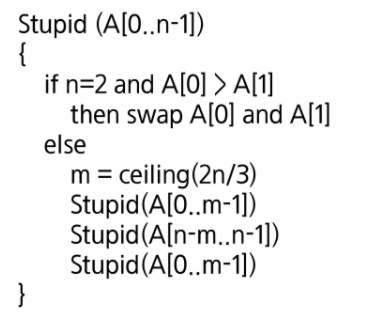 Stupid (A[0..n-1])
{
if n=2 and A[0] > A[1]
then swap A[0] and A[1]
else
m = ceiling(2n/3)
Stupid(A[0..m-1])
Stupid(A[n-m..n-1])
Stupid(A[0..m-1])
}